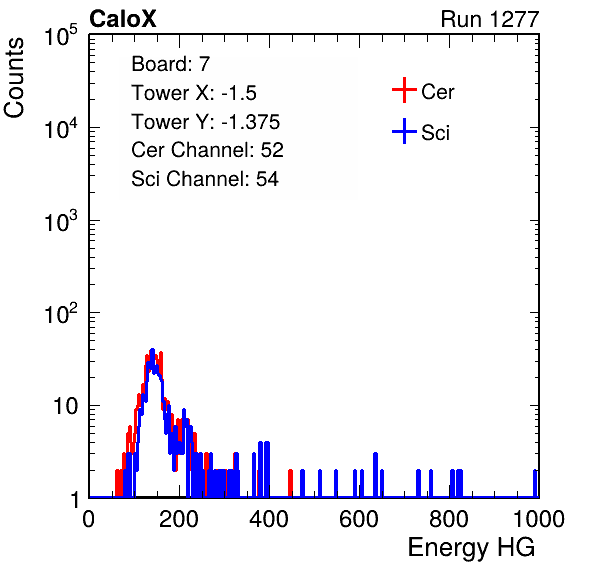 CaloX Run 1277
Counts
Board: 7
Tower X: -1.5
Tower Y: -1.375
Cer Channel: 52
Sci Channel: 54
Cer
Sci
10^5
10^4
10^3
10^2
10
1
0 200 400 600 800 1000
Energy HG